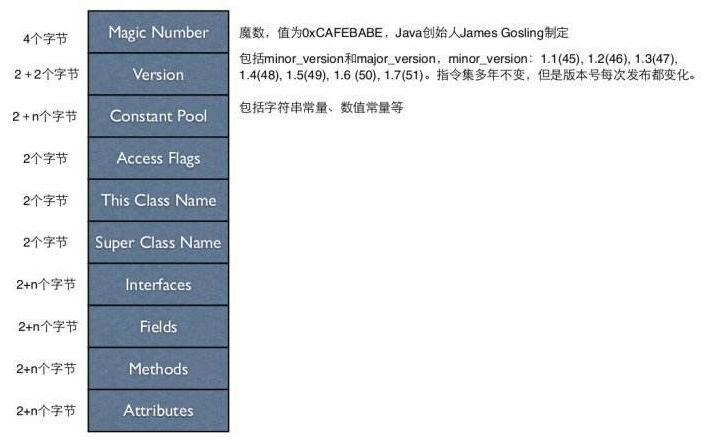 4个字节 Magic Number 魔数，值为0xCAFEBABE，Java创始人James Gosling制定
2＋2个字节 Version 包括minor_version和major_version，minor_version：1.1(45), 1.2(46), 1.3(47),
1.4(48), 1.5(49), 1.6 (50), 1.7(51)。指令集多年不变，但是版本号每次发布都变化。
2＋n个字节 Constant Pool 包括字符串常量、数值常量等
2个字节 Access Flags
2个字节 This Class Name
2个字节 Super Class Name
2+n个字节 Interfaces
2+n个字节 Fields
2+n个字节 Methods
2+n个字节 Attributes